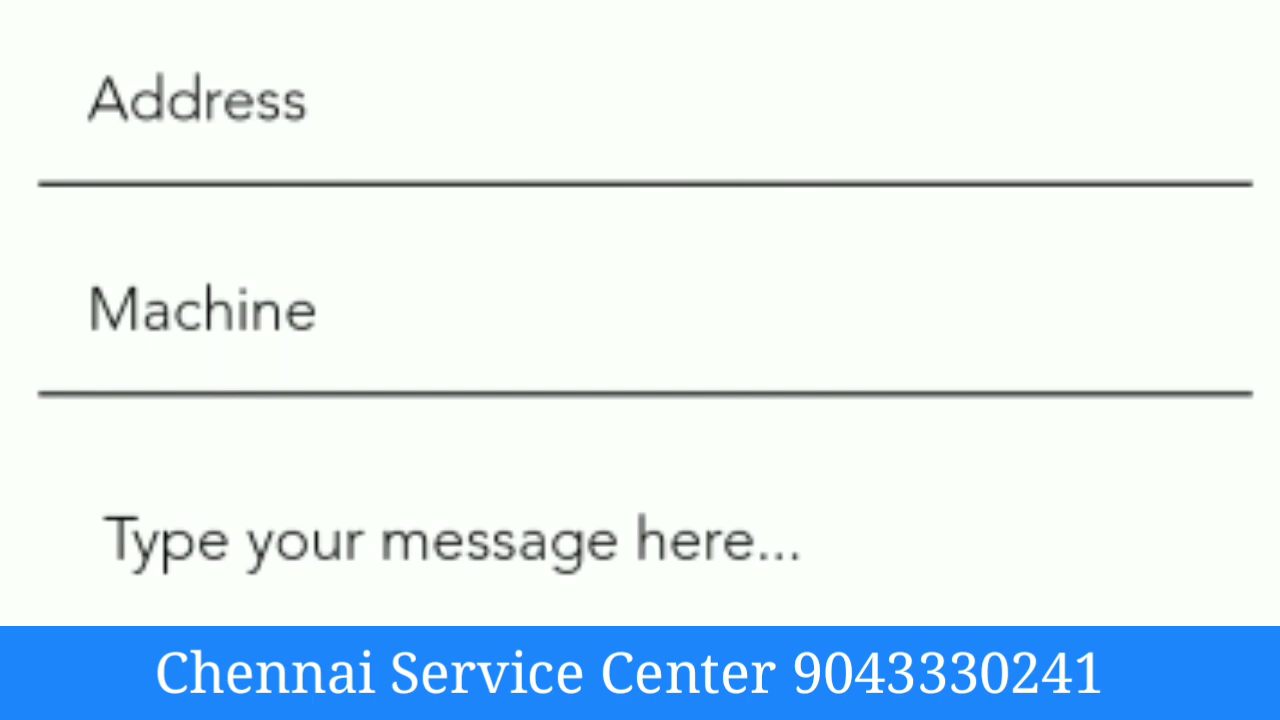 Address
Machine
Type your message here...
Chennai Service Center 9043330241